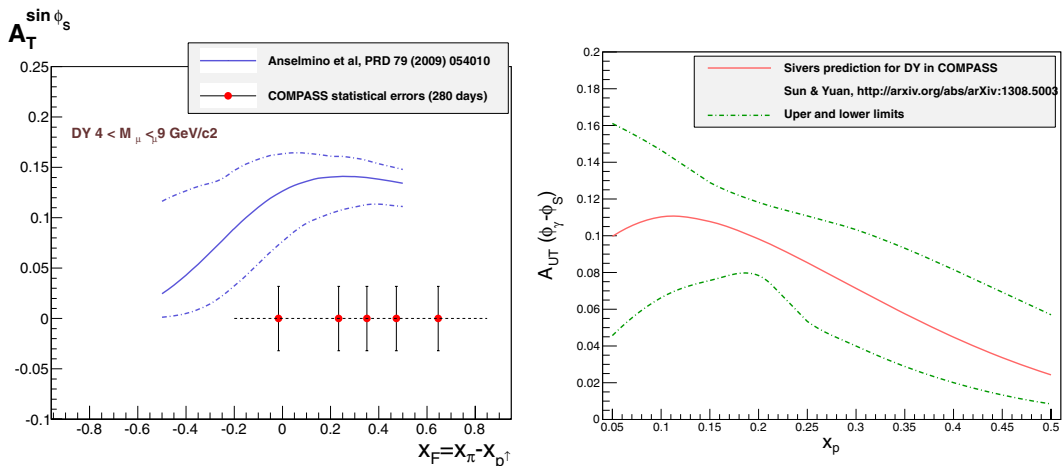 A_T^{sin ϕ_S}
Anselmino et al, PRD 79 (2009) 054010
COMPASS statistical errors (280 days)
DY 4 < M_μ <_μ9 GeV/c2
0.25
0.2
0.15
0.1
0.05
0
-0.05
-0.1
-0.8 -0.6 -0.4 -0.2 0 0.2 0.4 0.6 0.8
x_F=x_π-x_p↑
Sivers prediction for DY in COMPASS
Sun & Yuan, http://arxiv.org/abs/arXiv:1308.5003
Uper and lower limits
A_UT (ϕ_γ-ϕ_S)
0.2
0.18
0.16
0.14
0.12
0.1
0.08
0.06
0.04
0.02
0
0.05 0.1 0.15 0.2 0.25 0.3 0.35 0.4 0.45 0.5
x_p